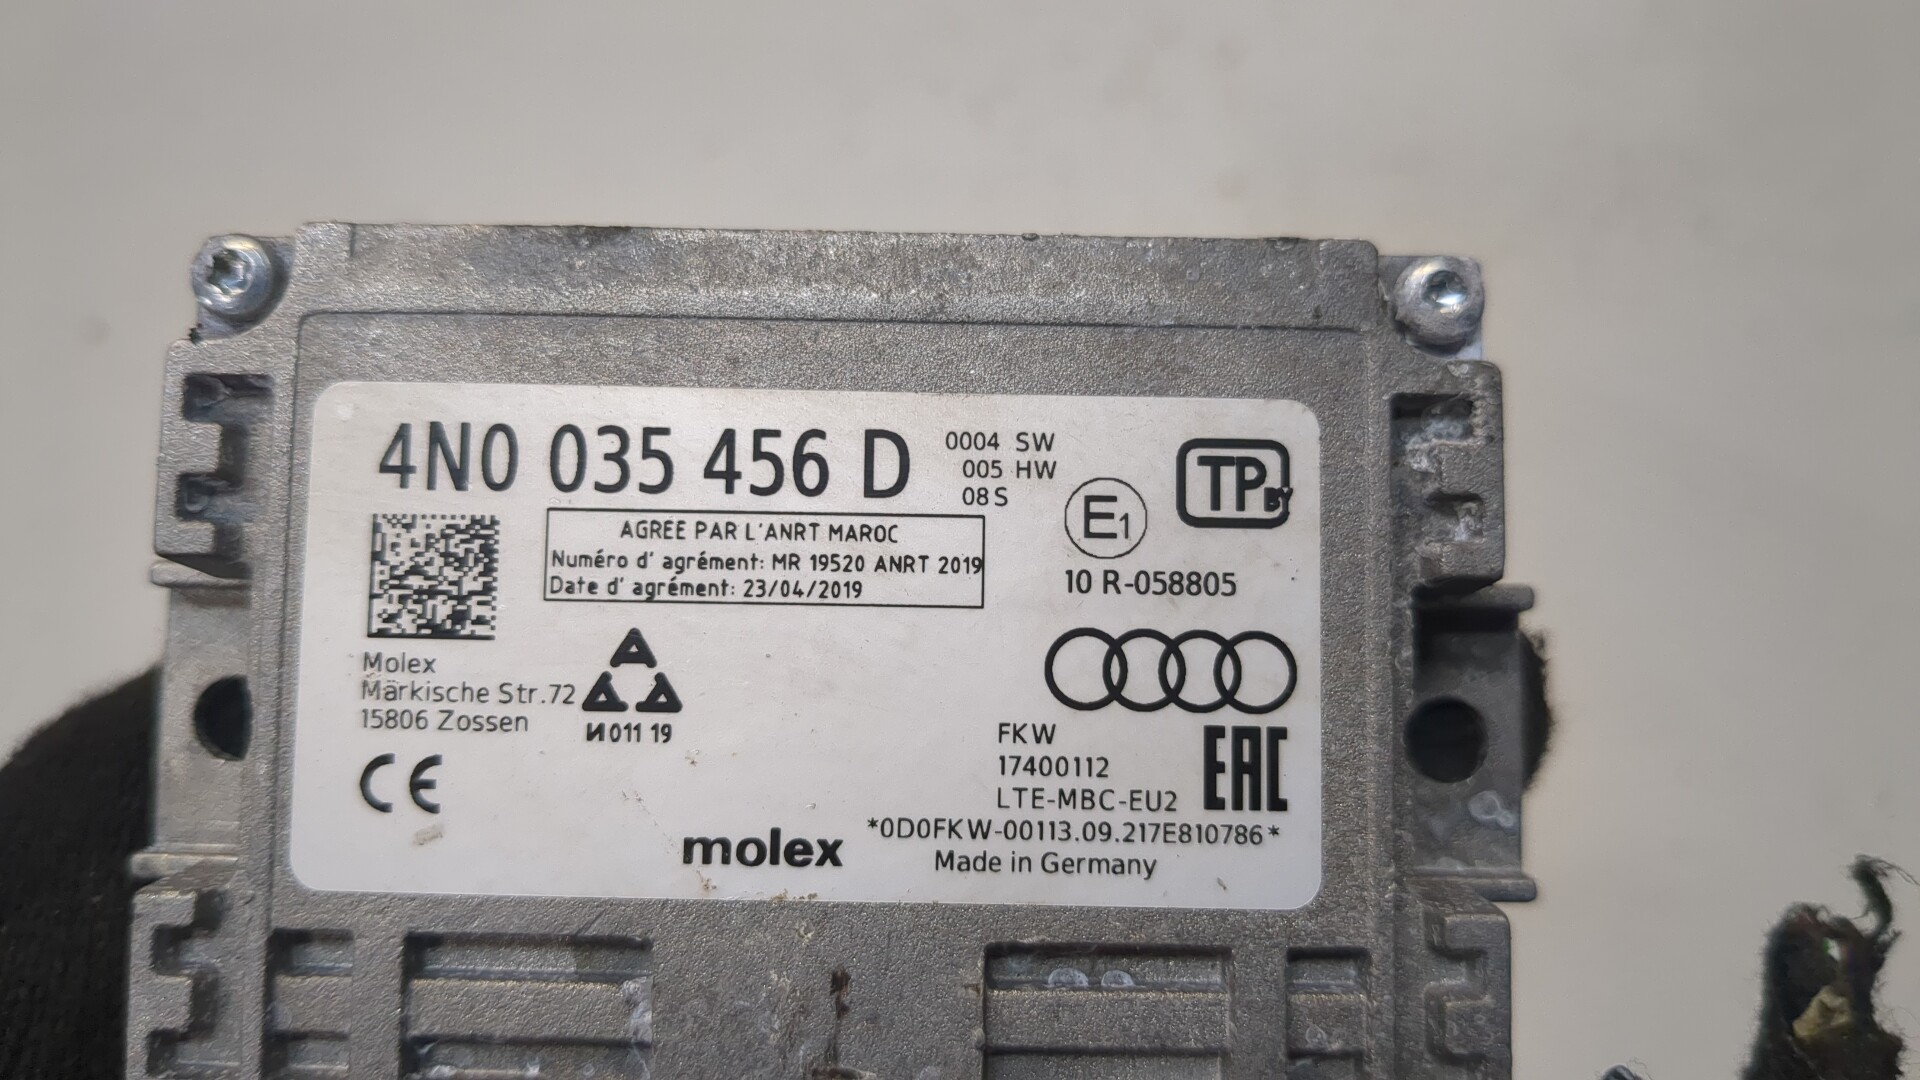 4N0 035 456 D
0004 SW
005 HW
08 S
E1
TP BY
AGRÉE PAR L'ANRT MAROC
Numéro d' agrément: MR 19520 ANRT 2019
Date d' agrément: 23/04/2019
10 R-058805
Molex
Märkische Str.72
15806 Zossen
И011 19
CE
FKW
17400112
LTE-MBC-EU2
EAC
*0D0FKW-00113.09.217E810786*
molex
Made in Germany